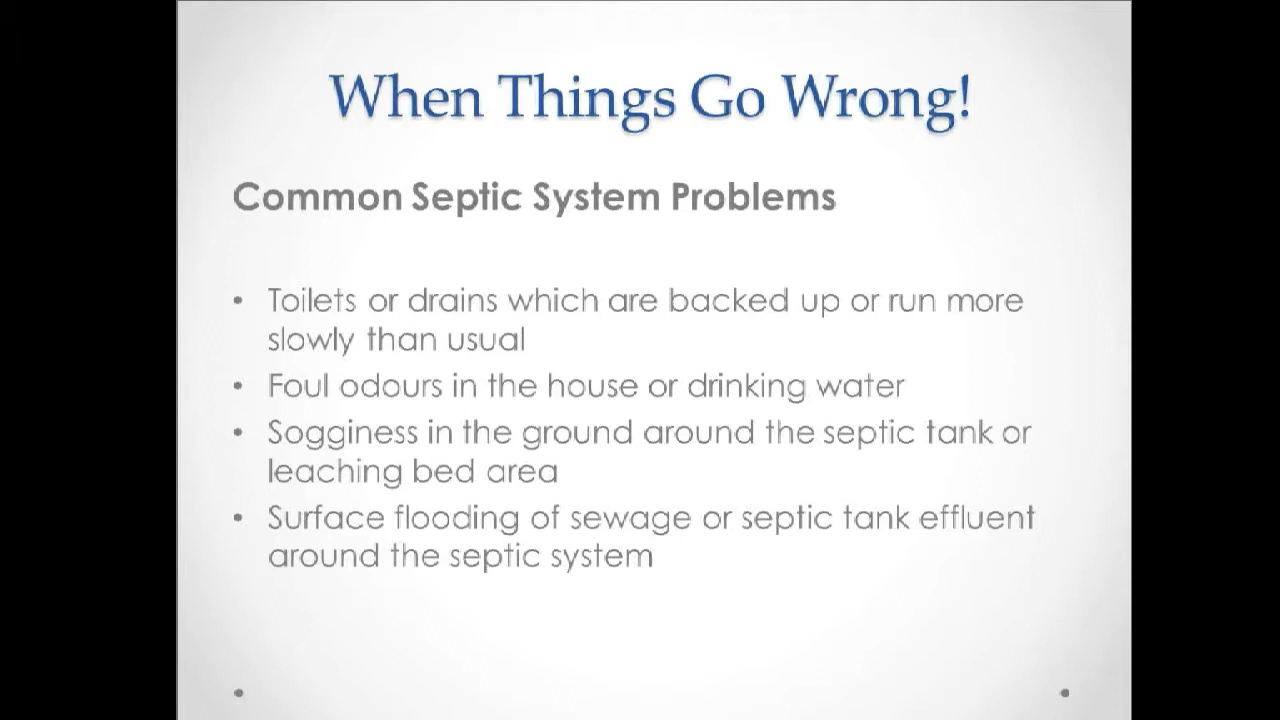 When Things Go Wrong!
Common Septic System Problems
• Toilets or drains which are backed up or run more
slowly than usual
• Foul odours in the house or drinking water
• Sogginess in the ground around the septic tank or
leaching bed area
• Surface flooding of sewage or septic tank effluent
around the septic system